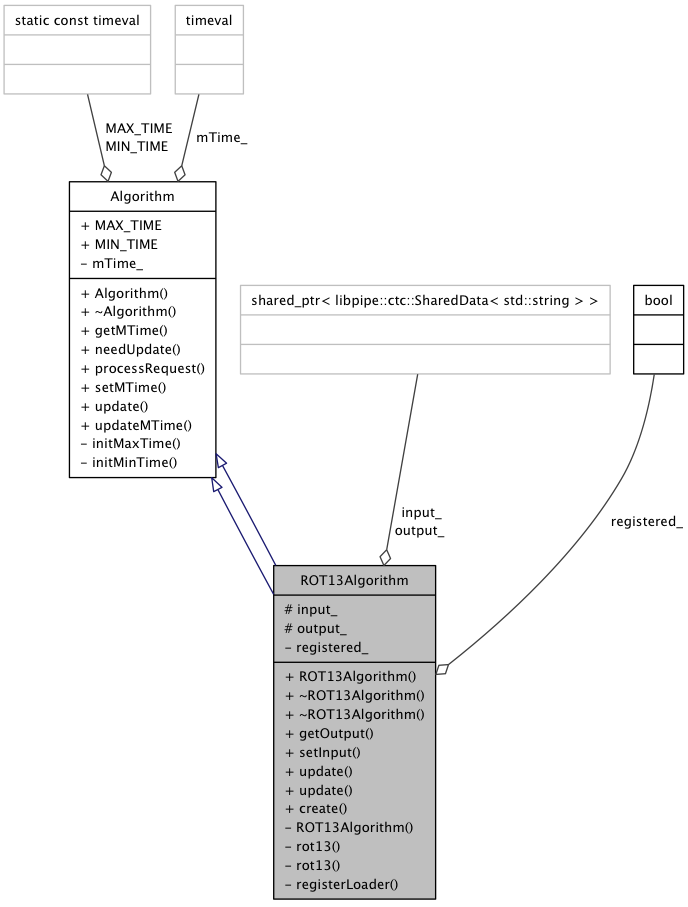 static const timeval
timeval
MAX_TIME
MIN_TIME
mTime_
Algorithm
+ MAX_TIME
+ MIN_TIME
- mTime_
+ Algorithm()
+ ~Algorithm()
+ getMTime()
+ needUpdate()
+ processRequest()
+ setMTime()
+ update()
+ updateMTime()
- initMaxTime()
- initMinTime()
shared_ptr< libpipe::ctc::SharedData< std::string > >
bool
input_
output_
registered_
ROT13Algorithm
# input_
# output_
- registered_
+ ROT13Algorithm()
+ ~ROT13Algorithm()
+ ~ROT13Algorithm()
+ getOutput()
+ setInput()
+ update()
+ update()
+ create()
- ROT13Algorithm()
- rot13()
- rot13()
- registerLoader()